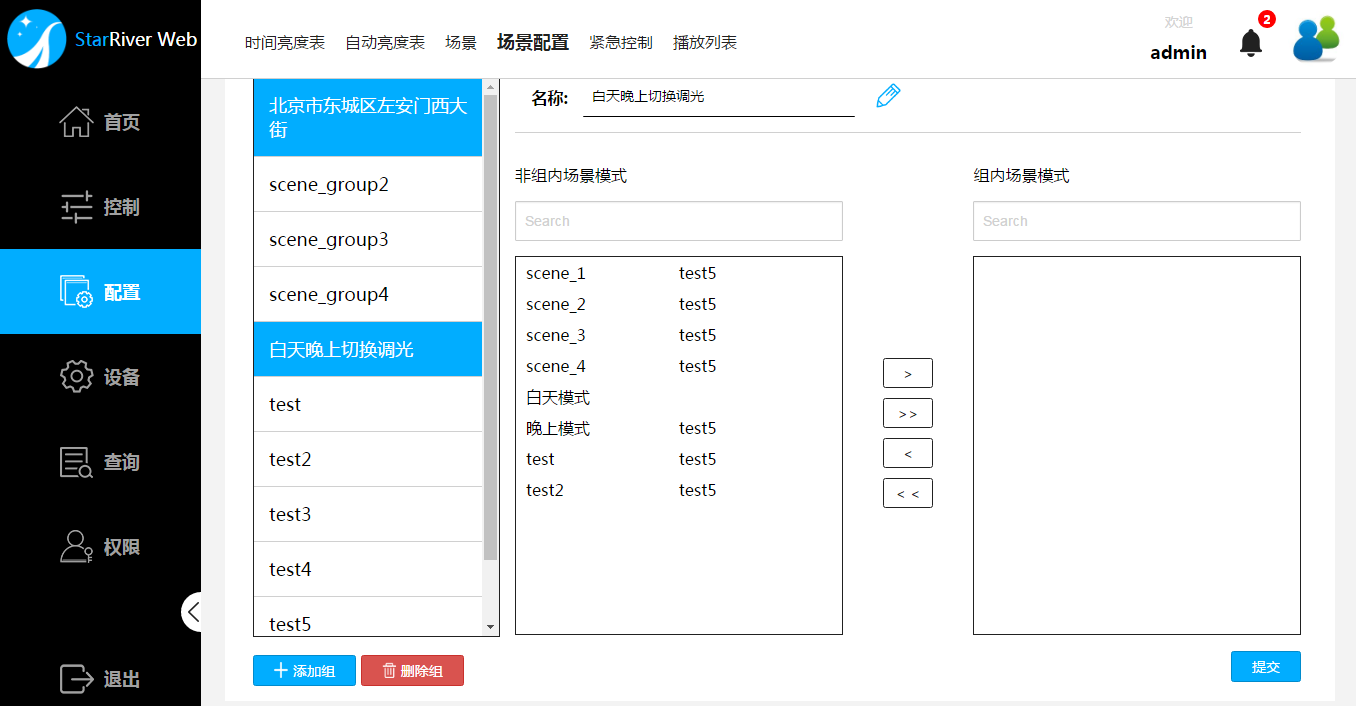 StarRiver Web
首页
控制
配置
设备
查询
权限
退出
时间亮度表 自动亮度表 场景 场景配置 紧急控制 播放列表
欢迎
admin
2
北京市东城区左安门西大
街
scene_group2
scene_group3
scene_group4
白天晚上切换调光
test
test2
test3
test4
test5
添加组 删除组
名称: 白天晚上切换调光
非组内场景模式
Search
scene_1 test5
scene_2 test5
scene_3 test5
scene_4 test5
白天模式
晚上模式 test5
test test5
test2 test5
>
>>
<
< <
组内场景模式
Search
提交